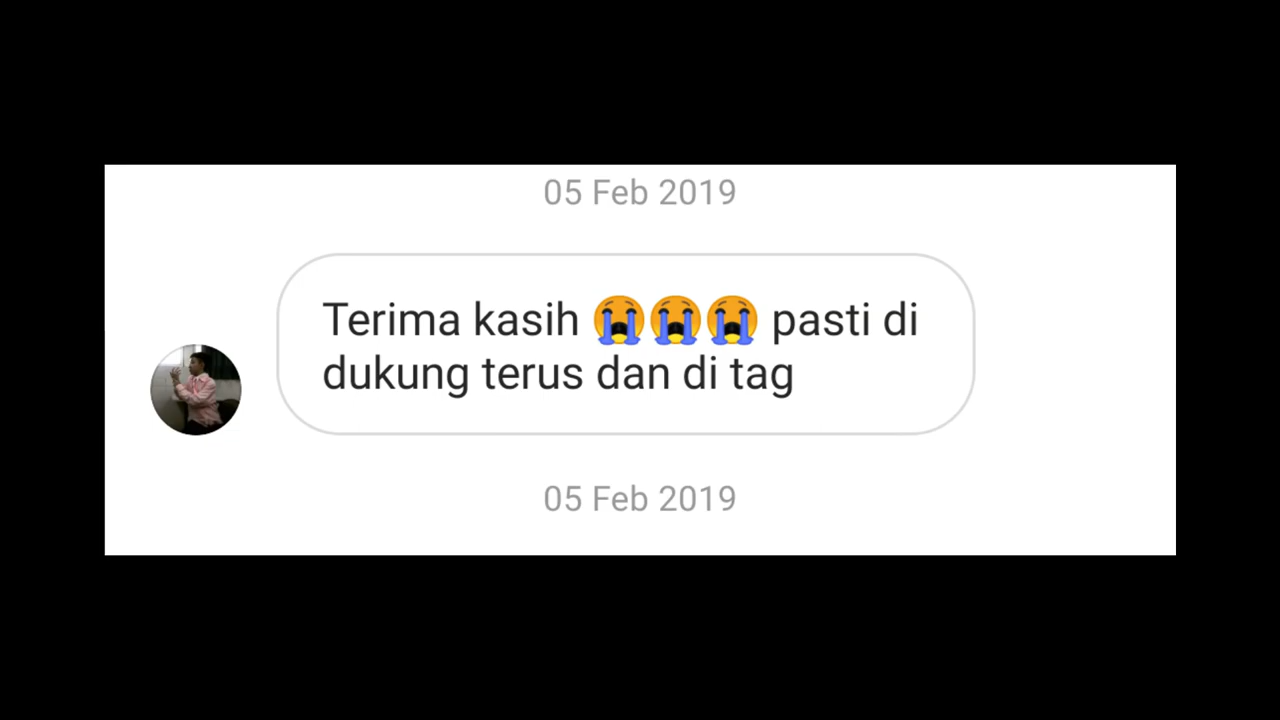 05 Feb 2019
Terima kasih 😭😭😭 pasti di
dukung terus dan di tag
05 Feb 2019